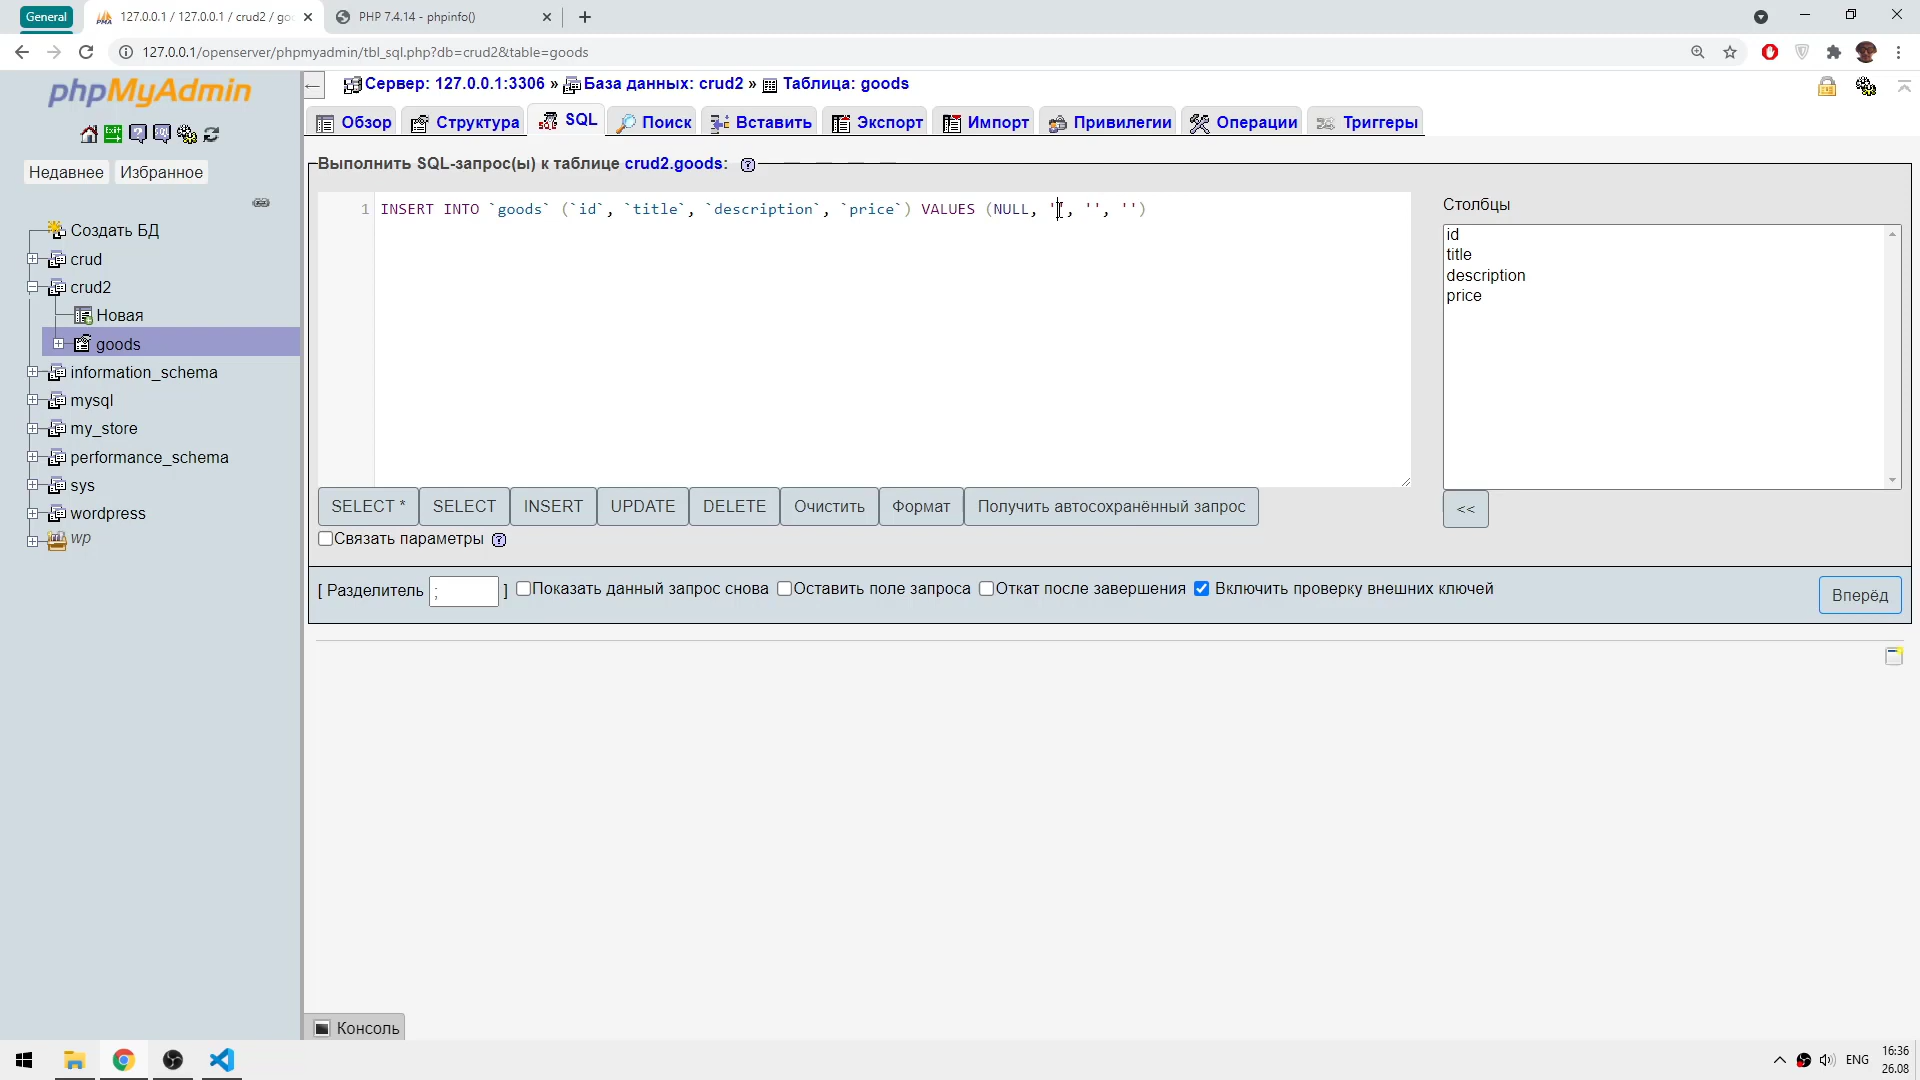 General
127.0.0.1 / 127.0.0.1 / crud2 / goo
PHP 7.4.14 - phpinfo()
127.0.0.1/openserver/phpmyadmin/tbl_sql.php?db=crud2&table=goods
phpMyAdmin
Недавнее Избранное
Создать БД
crud
crud2
Новая
goods
information_schema
mysql
my_store
performance_schema
sys
wordpress
wp
Сервер: 127.0.0.1:3306 » База данных: crud2 » Таблица: goods
Обзор Структура SQL Поиск Вставить Экспорт Импорт Привилегии Операции Триггеры
Выполнить SQL-запрос(ы) к таблице crud2.goods:
1 INSERT INTO `goods` (`id`, `title`, `description`, `price`) VALUES (NULL, '', '', '')
Столбцы
id
title
description
price
SELECT * SELECT INSERT UPDATE DELETE Очистить Формат Получить автосохранённый запрос
<<
Связать параметры
[ Разделитель ; ] Показать данный запрос снова Оставить поле запроса Откат после завершения Включить проверку внешних ключей
Вперёд
Консоль
ENG
16:36
26.08